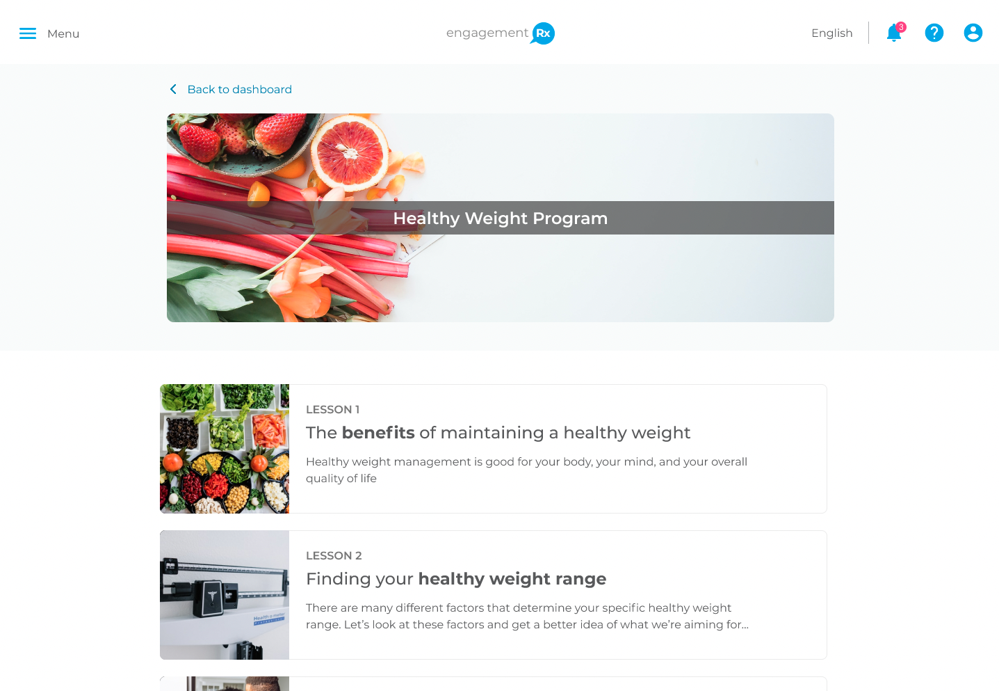 Menu
engagement Rx
English
3
Back to dashboard
Healthy Weight Program
LESSON 1
The benefits of maintaining a healthy weight
Healthy weight management is good for your body, your mind, and your overall
quality of life
LESSON 2
Finding your healthy weight range
There are many different factors that determine your specific healthy weight
range. Let’s look at these factors and get a better idea of what we’re aiming for...
Health o meter
PROFESSIONAL